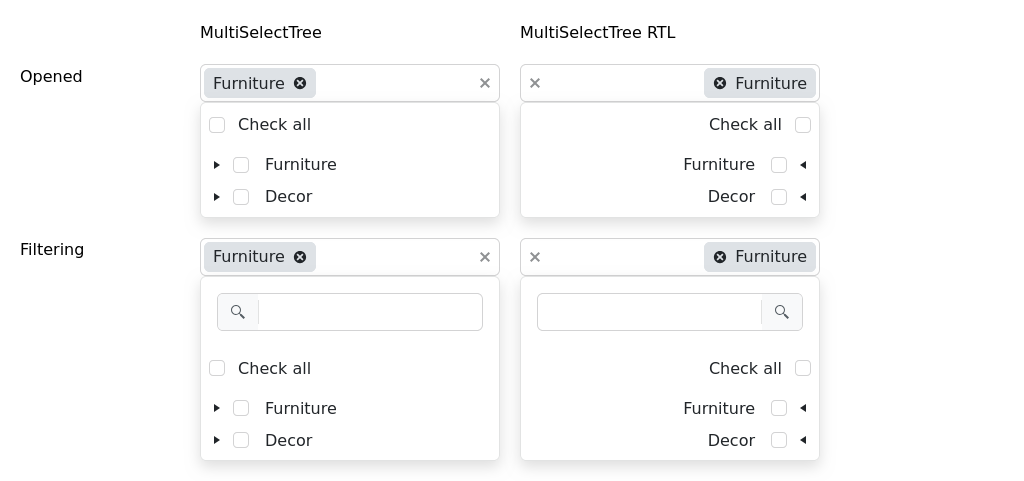 MultiSelectTree MultiSelectTree RTL
Opened
Furniture Furniture
Check all Check all
Furniture Furniture
Decor Decor
Filtering
Furniture Furniture
Check all Check all
Furniture Furniture
Decor Decor